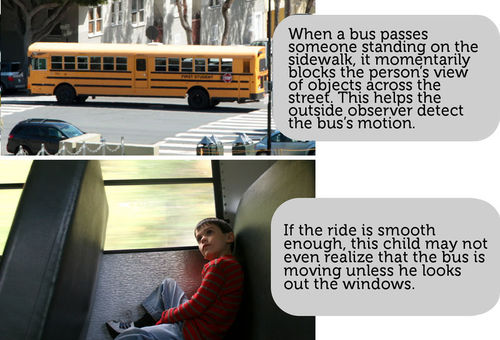 When a bus passes
someone standing on the
sidewalk, it momentarily
blocks the person's view
of objects across the
street. This helps the
outside observer detect
the bus's motion.
FIRST STUDENT
If the ride is smooth
enough, this child may not
even realize that the bus is
moving unless he looks
out the windows.